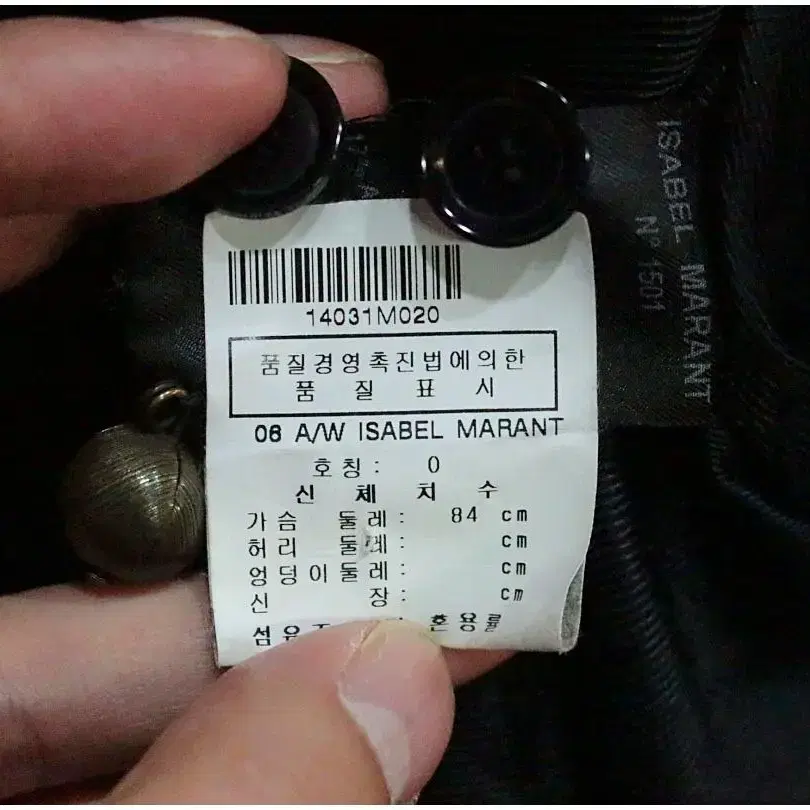 14031M020
품질경영촉진법에의한
품 질 표 시
06 A/W ISABEL MARANT
호칭: 0
신 체 치 수
가슴 둘레: 84 cm
허리 둘레: cm
엉덩이둘레: cm
신 장: cm
섬유 혼용률
ISABEL MARANT
N° 1501